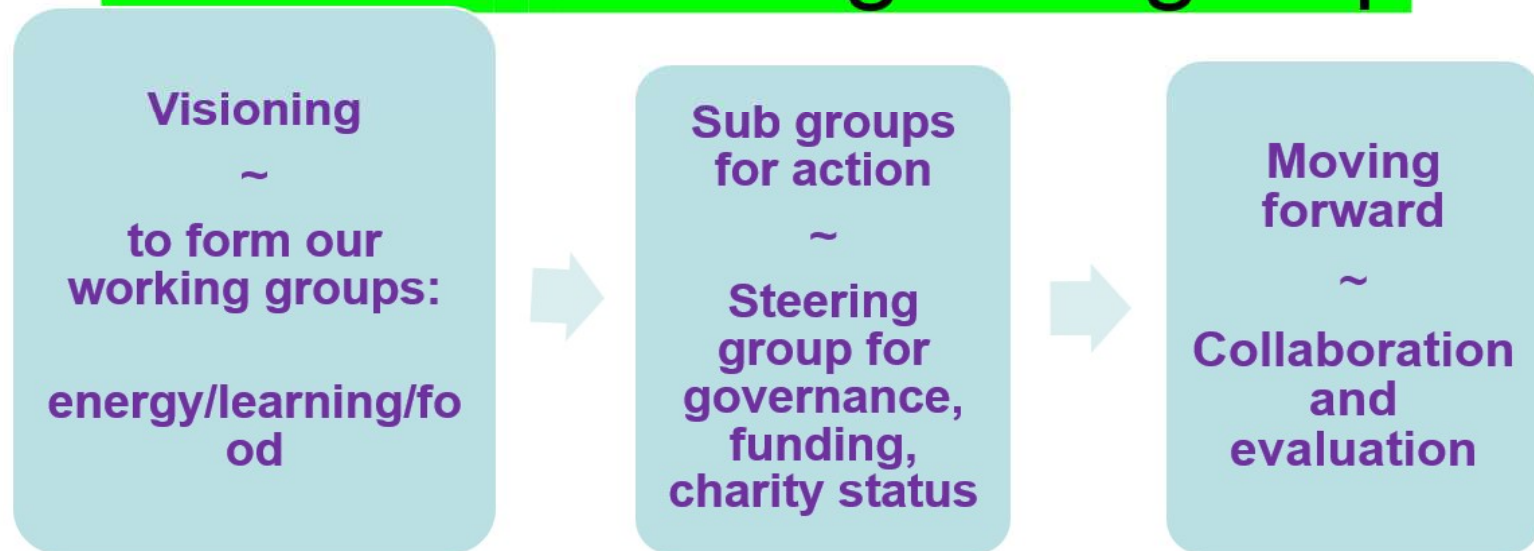 Visioning
~
to form our
working groups:
energy/learning/fo
od
Sub groups
for action
~
Steering
group for
governance,
funding,
charity status
Moving
forward
~
Collaboration
and
evaluation